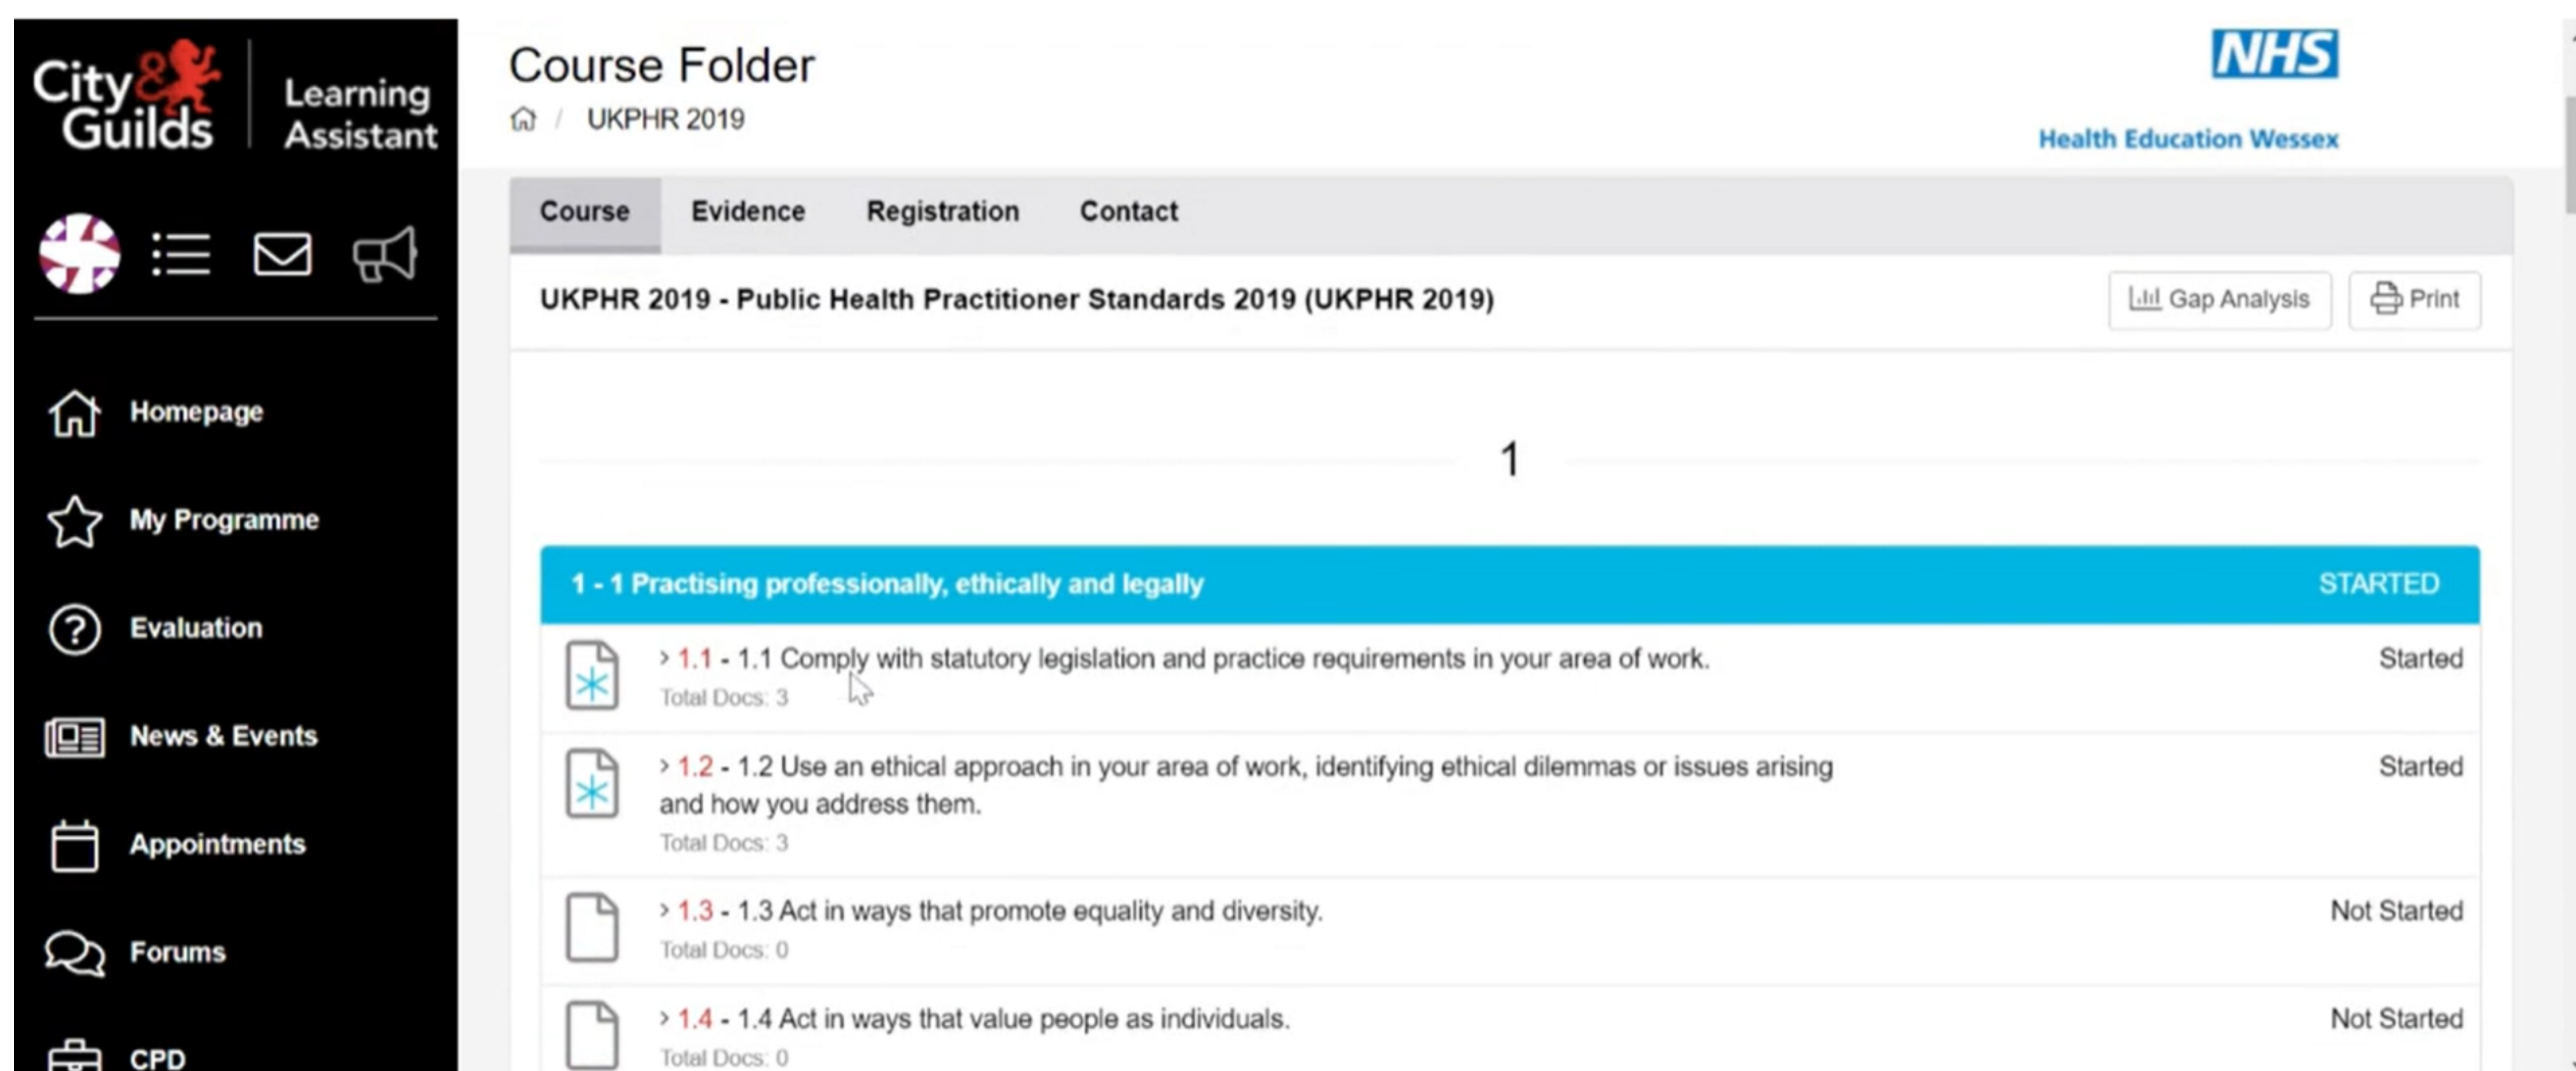 City & Guilds
Learning Assistant
Homepage
My Programme
Evaluation
News & Events
Appointments
Forums
CPD
Course Folder
/ UKPHR 2019
NHS
Health Education Wessex
Course Evidence Registration Contact
UKPHR 2019 - Public Health Practitioner Standards 2019 (UKPHR 2019)
Gap Analysis Print
1
1 - 1 Practising professionally, ethically and legally STARTED
> 1.1 - 1.1 Comply with statutory legislation and practice requirements in your area of work. Started
Total Docs: 3
> 1.2 - 1.2 Use an ethical approach in your area of work, identifying ethical dilemmas or issues arising Started
and how you address them.
Total Docs: 3
> 1.3 - 1.3 Act in ways that promote equality and diversity. Not Started
Total Docs: 0
> 1.4 - 1.4 Act in ways that value people as individuals. Not Started
Total Docs: 0